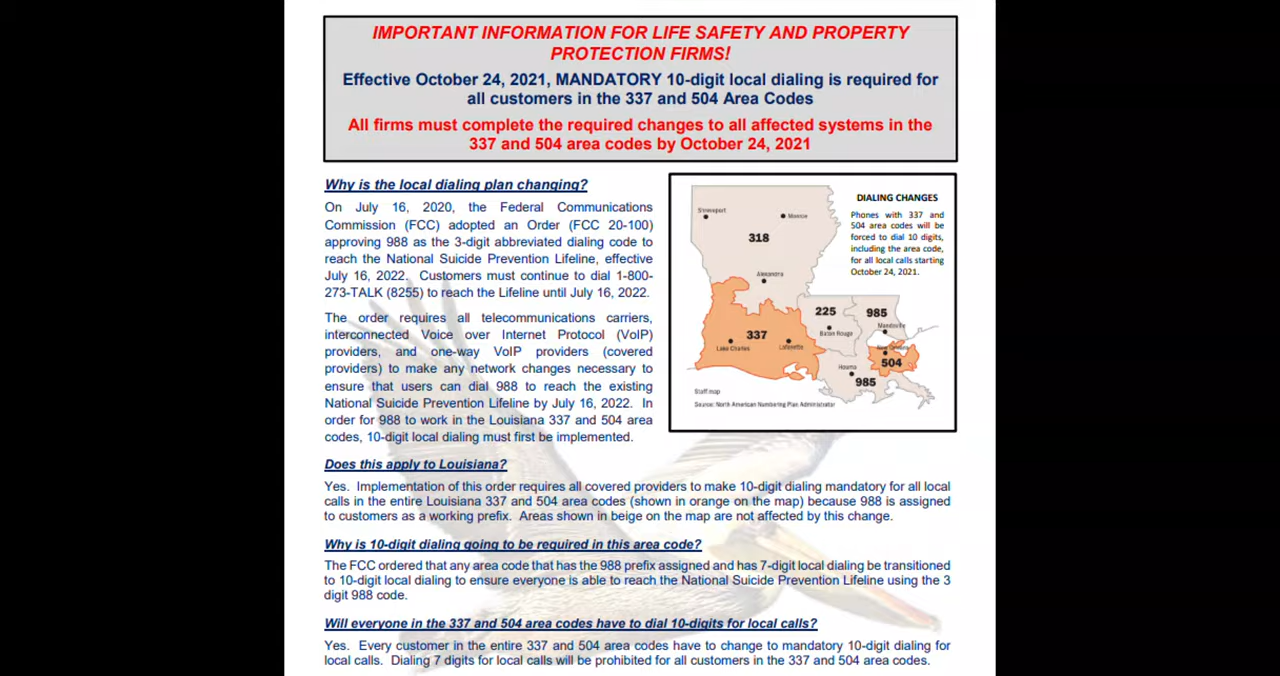 IMPORTANT INFORMATION FOR LIFE SAFETY AND PROPERTY
PROTECTION FIRMS!
Effective October 24, 2021, MANDATORY 10-digit local dialing is required for
all customers in the 337 and 504 Area Codes
All firms must complete the required changes to all affected systems in the
337 and 504 area codes by October 24, 2021
Why is the local dialing plan changing?
On July 16, 2020, the Federal Communications
Commission (FCC) adopted an Order (FCC 20-100)
approving 988 as the 3-digit abbreviated dialing code to
reach the National Suicide Prevention Lifeline, effective
July 16, 2022. Customers must continue to dial 1-800-
273-TALK (8255) to reach the Lifeline until July 16, 2022.
The order requires all telecommunications carriers,
interconnected Voice over Internet Protocol (VoIP)
providers, and one-way VoIP providers (covered
providers) to make any network changes necessary to
ensure that users can dial 988 to reach the existing
National Suicide Prevention Lifeline by July 16, 2022. In
order for 988 to work in the Louisiana 337 and 504 area
codes, 10-digit local dialing must first be implemented.
DIALING CHANGES
Phones with 337 and
504 area codes will be
forced to dial 10 digits,
including the area code,
for all local calls starting
October 24, 2021.
Shreveport
Monroe
318
Alexandria
225
985
Mandeville
Baton Rouge
337
Lake Charles
Lafayette
New Orleans
504
Houma
985
Staff map
Source: North American Numbering Plan Administrator
Does this apply to Louisiana?
Yes. Implementation of this order requires all covered providers to make 10-digit dialing mandatory for all local
calls in the entire Louisiana 337 and 504 area codes (shown in orange on the map) because 988 is assigned
to customers as a working prefix. Areas shown in beige on the map are not affected by this change.
Why is 10-digit dialing going to be required in this area code?
The FCC ordered that any area code that has the 988 prefix assigned and has 7-digit local dialing be transitioned
to 10-digit local dialing to ensure everyone is able to reach the National Suicide Prevention Lifeline using the 3
digit 988 code.
Will everyone in the 337 and 504 area codes have to dial 10-digits for local calls?
Yes. Every customer in the entire 337 and 504 area codes have to change to mandatory 10-digit dialing for
local calls. Dialing 7 digits for local calls will be prohibited for all customers in the 337 and 504 area codes.